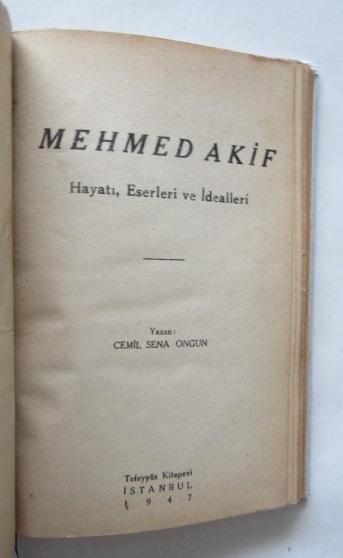 MEHMED AKİF
Hayatı, Eserleri ve İdealleri
Yazan:
CEMİL SENA ONGUN
Tefeyyüz Kitapevi
İSTANBUL
1947